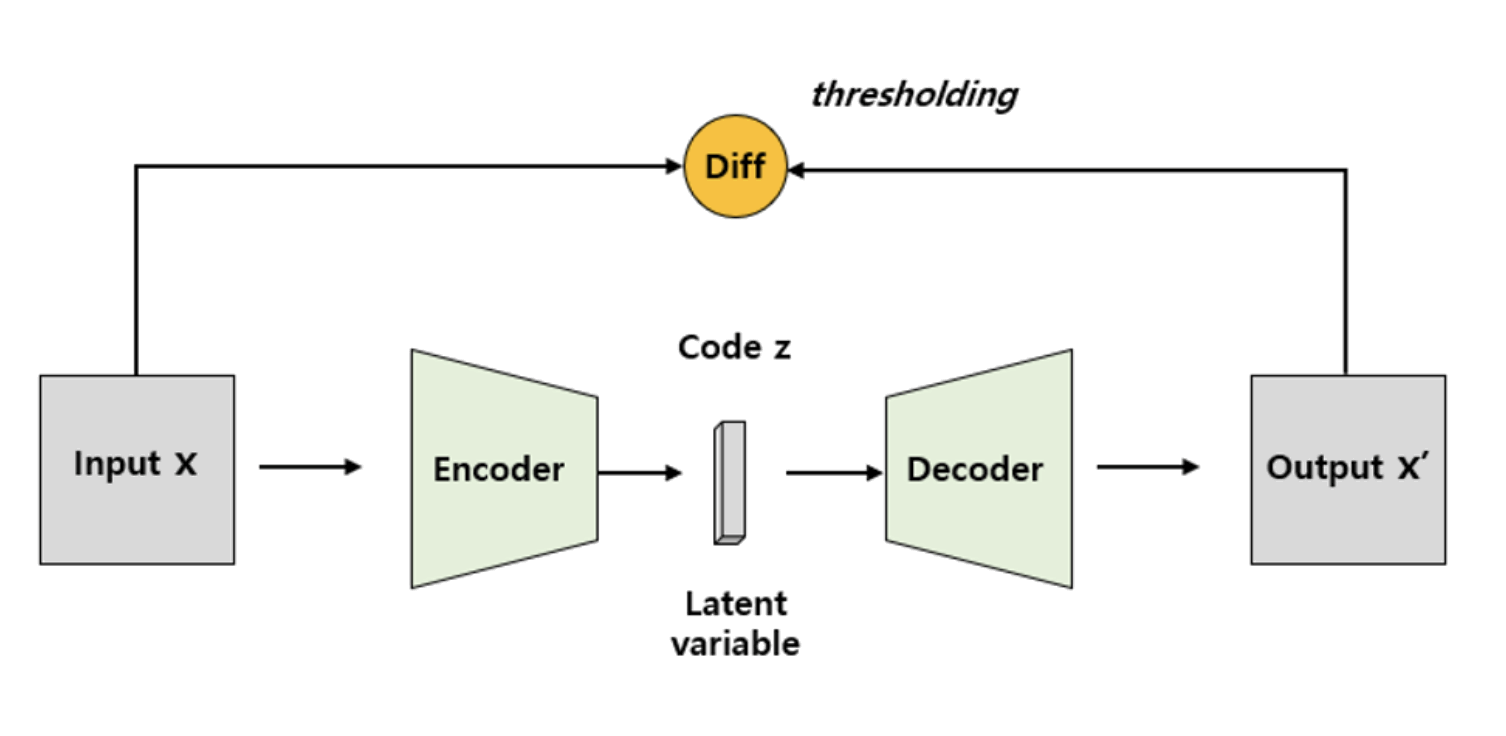 thresholding
Diff
Code z
Input x
Encoder
Decoder
Output x′
Latent
variable